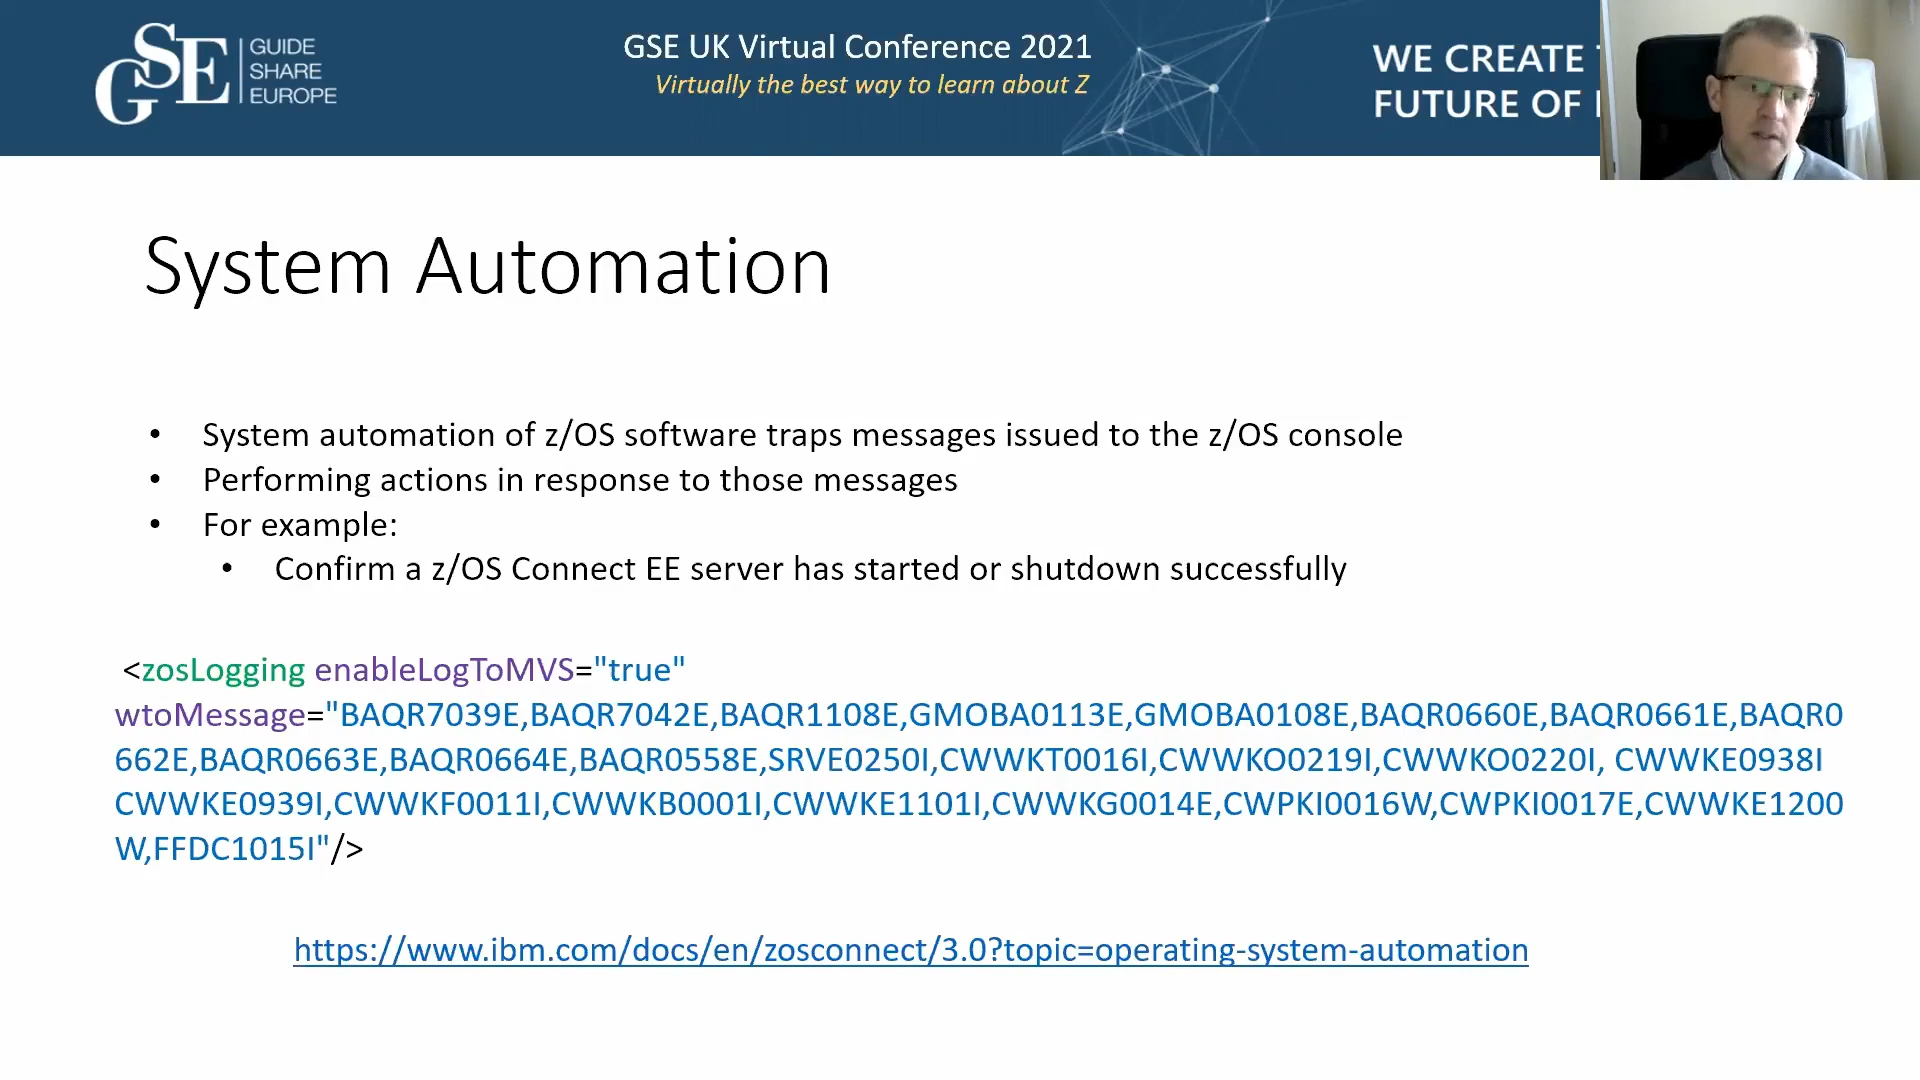 GSE
GUIDE
SHARE
EUROPE
GSE UK Virtual Conference 2021
Virtually the best way to learn about Z
WE CREATE
FUTURE OF
System Automation
• System automation of z/OS software traps messages issued to the z/OS console
• Performing actions in response to those messages
• For example:
• Confirm a z/OS Connect EE server has started or shutdown successfully
<zosLogging enableLogToMVS="true"
wtoMessage="BAQR7039E,BAQR7042E,BAQR1108E,GMOBA0113E,GMOBA0108E,BAQR0660E,BAQR0661E,BAQR0
662E,BAQR0663E,BAQR0664E,BAQR0558E,SRVE0250I,CWWKT0016I,CWWKO0219I,CWWKO0220I, CWWKE0938I
CWWKE0939I,CWWKF0011I,CWWKB0001I,CWWKE1101I,CWWKG0014E,CWPKI0016W,CWPKI0017E,CWWKE1200
W,FFDC1015I"/>
https://www.ibm.com/docs/en/zosconnect/3.0?topic=operating-system-automation